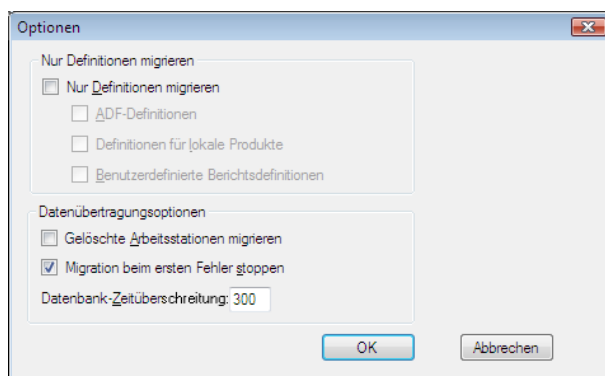 Optionen
Nur Definitionen migrieren
Nur Definitionen migrieren
ADF-Definitionen
Definitionen für lokale Produkte
Benutzerdefinierte Berichtsdefinitionen
Datenübertragungsoptionen
Gelöschte Arbeitsstationen migrieren
Migration beim ersten Fehler stoppen
Datenbank-Zeitüberschreitung: 300
OK Abbrechen